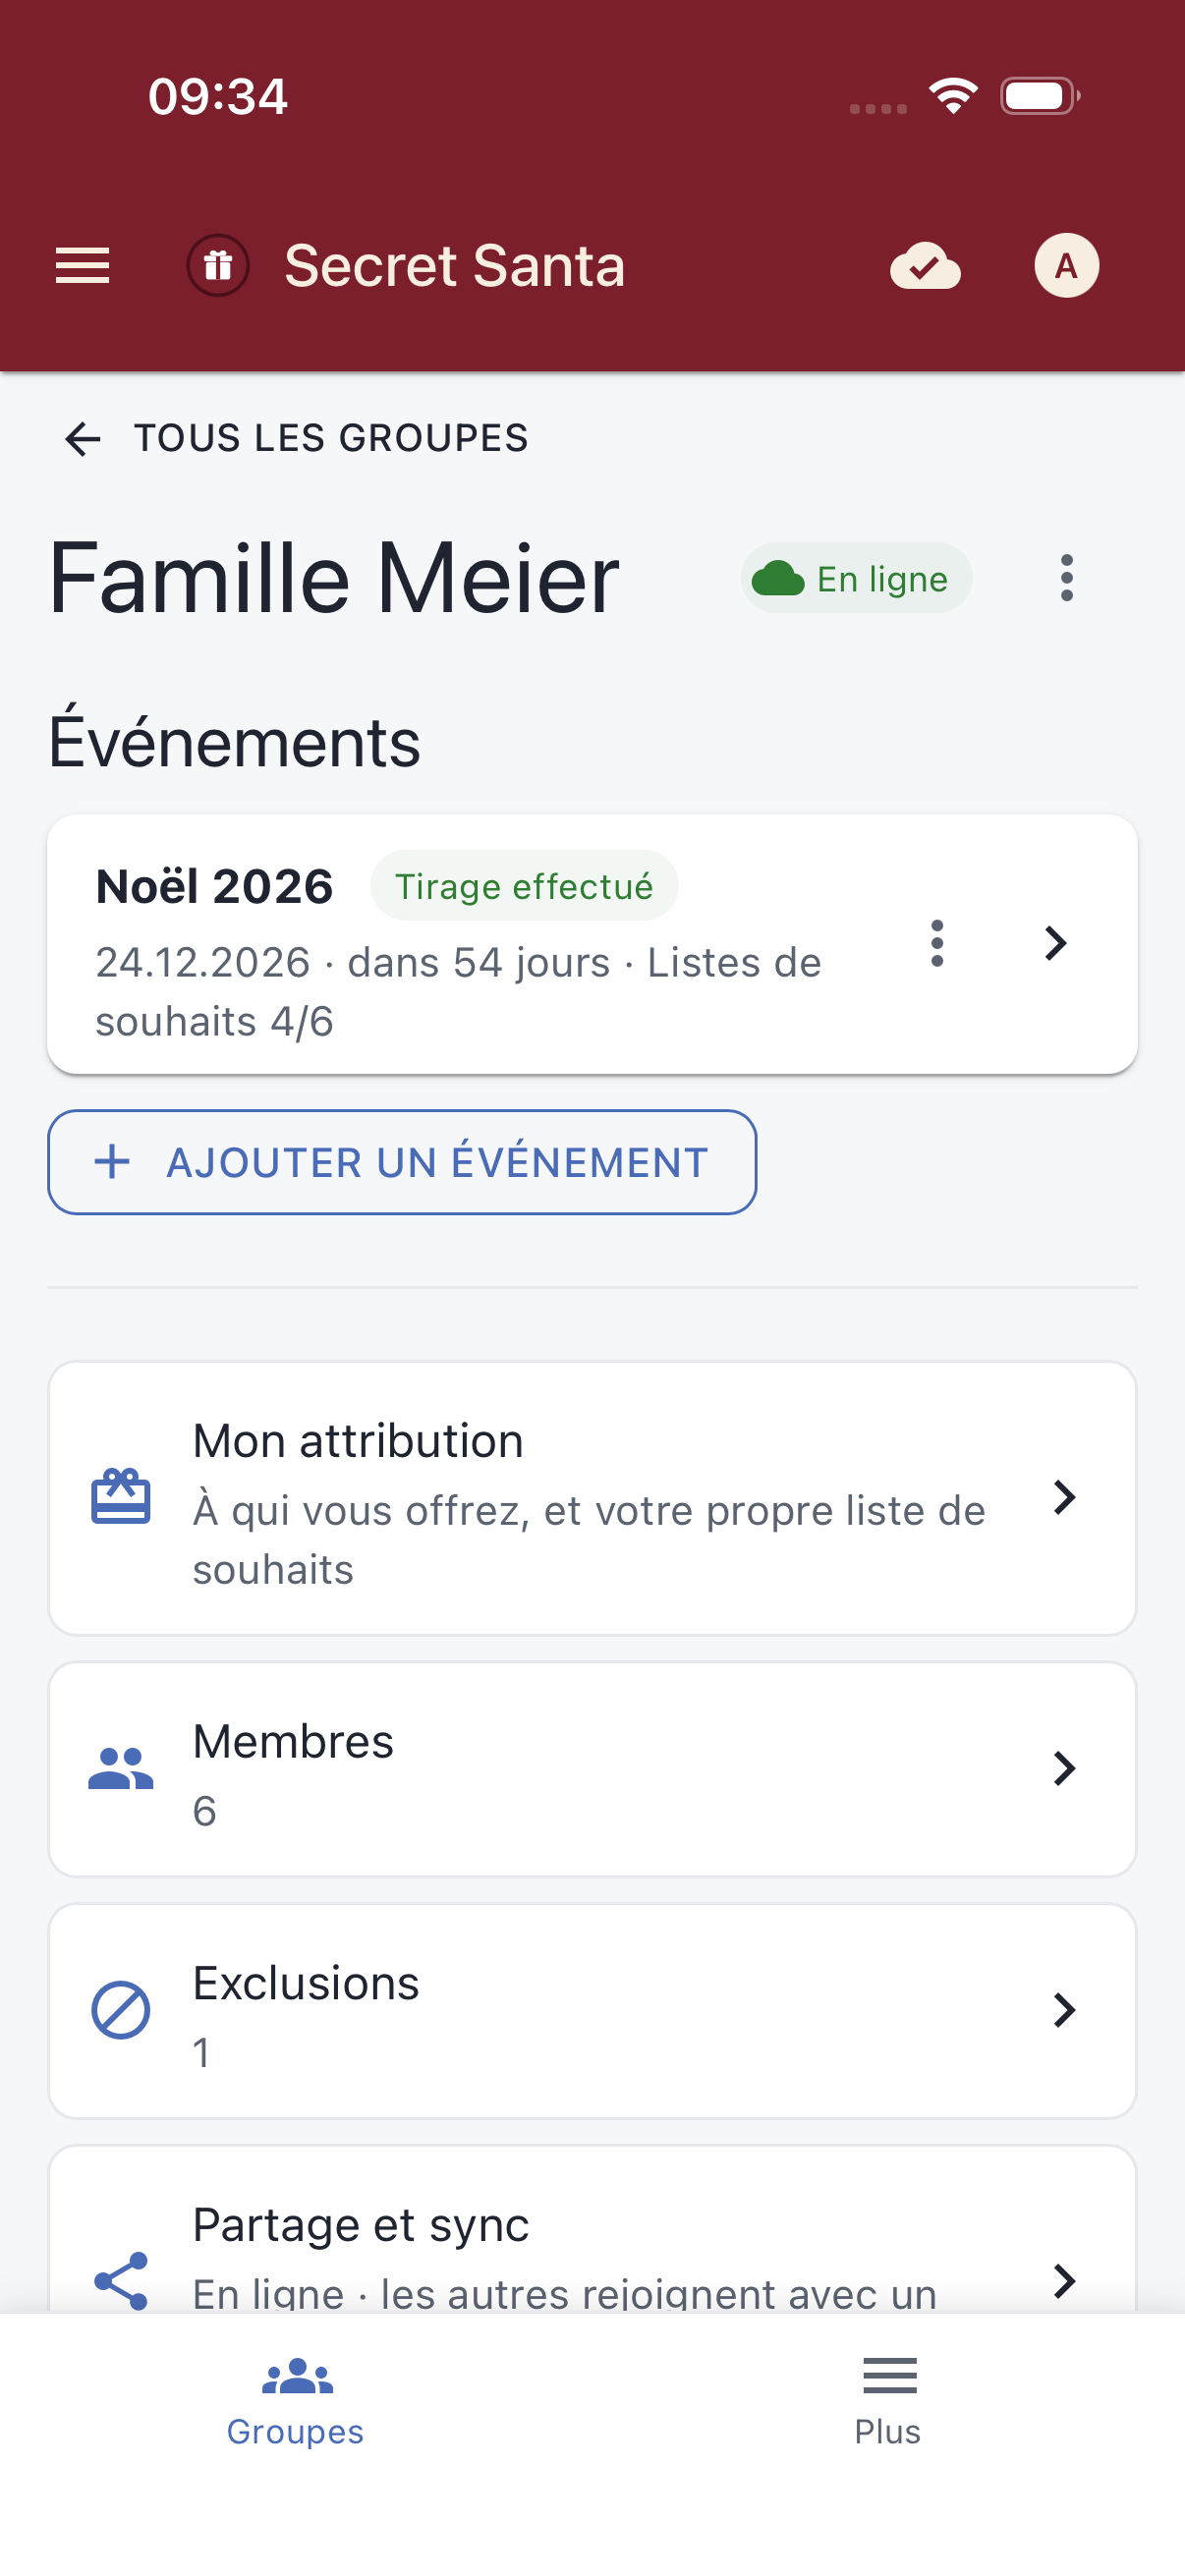 09:34
Secret Santa
A
TOUS LES GROUPES
Famille Meier
En ligne
Événements
Noël 2026
Tirage effectué
24.12.2026 · dans 54 jours · Listes de
souhaits 4/6
AJOUTER UN ÉVÉNEMENT
Mon attribution
À qui vous offrez, et votre propre liste de
souhaits
Membres
6
Exclusions
1
Partage et sync
En ligne · les autres rejoignent avec un
Groupes
Plus